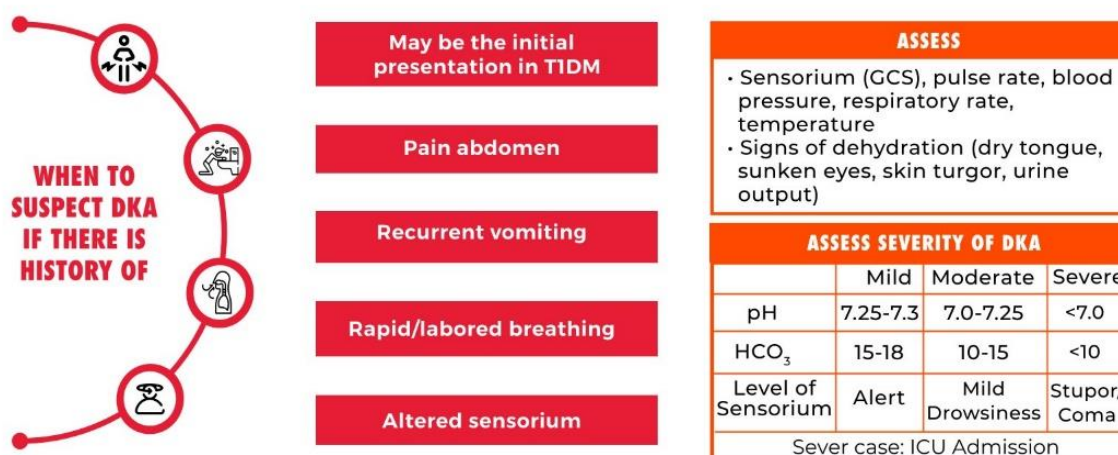 WHEN TO
SUSPECT DKA
IF THERE IS
HISTORY OF
May be the initial
presentation in T1DM
Pain abdomen
Recurrent vomiting
Rapid/labored breathing
Altered sensorium
ASSESS
• Sensorium (GCS), pulse rate, blood
pressure, respiratory rate,
temperature
• Signs of dehydration (dry tongue,
sunken eyes, skin turgor, urine
output)
ASSESS SEVERITY OF DKA
Mild Moderate Severe
pH 7.25-7.3 7.0-7.25 <7.0
HCO₃ 15-18 10-15 <10
Level of Sensorium Alert Mild Drowsiness Stupor, Coma
Sever case: ICU Admission